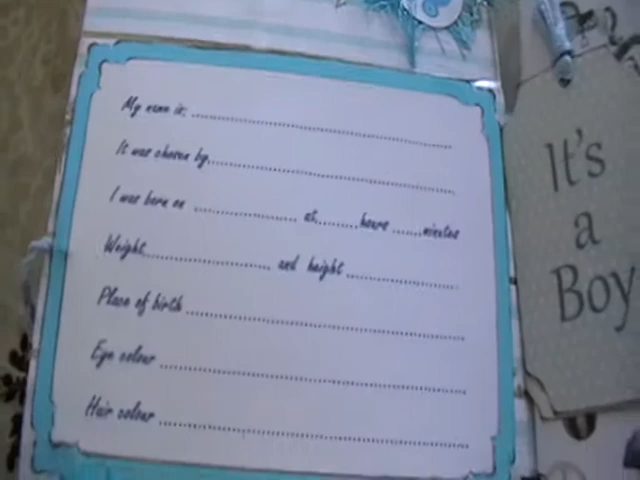 My name is: ........................................
It was chosen by........................................
I was born on ................ at........hours ......minutes
Weight.................... and height ..................
Place of birth ........................................
Eye colour ........................................
Hair colour ........................................
It's
a
Boy